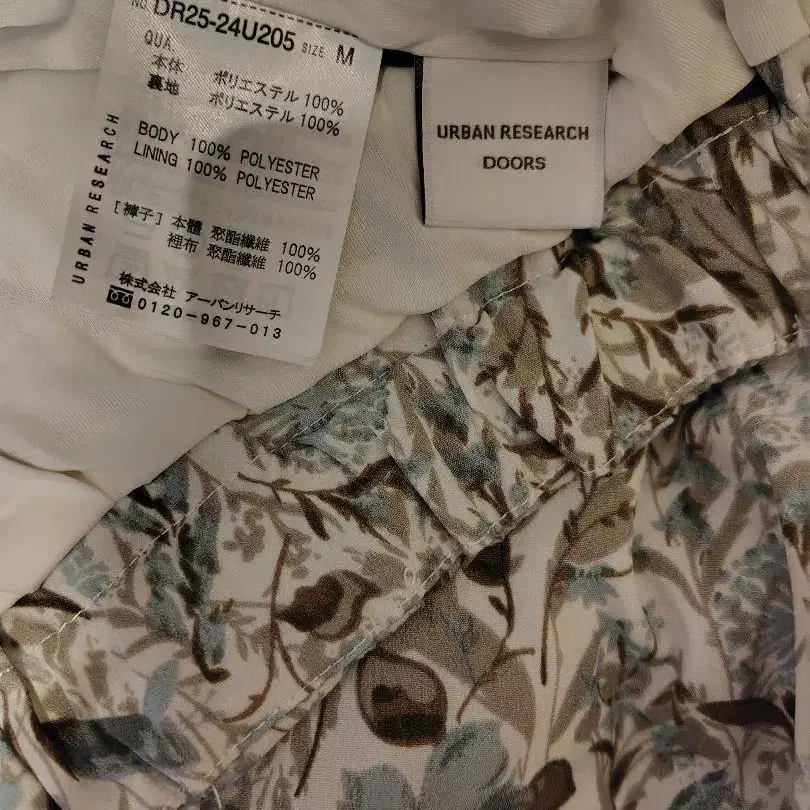 NO. DR25-24U205 SIZE M
QUA.
本体 ポリエステル 100%
裏地 ポリエステル 100%
BODY 100% POLYESTER
LINING 100% POLYESTER
[褲子] 本體 聚酯纖維 100%
裡布 聚酯纖維 100%
株式会社 アーバンリサーチ
0120-967-013
URBAN RESEARCH
URBAN RESEARCH
DOORS